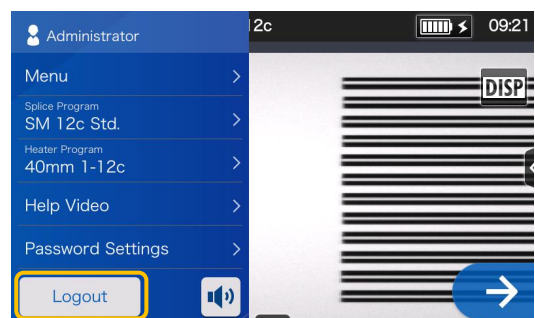 Administrator
12c
09:21
Menu
DISP
Splice Program
SM 12c Std.
Heater Program
40mm 1-12c
Help Video
Password Settings
Logout